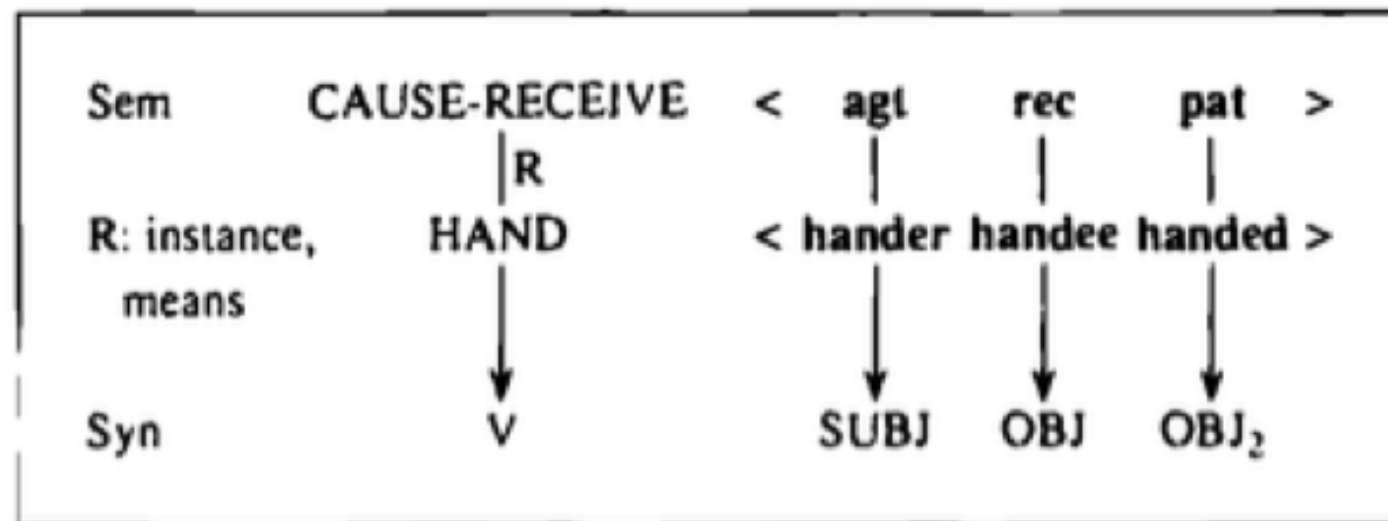 Sem CAUSE-RECEIVE < agt rec pat >
R
R: instance, HAND < hander handee handed >
means
Syn V SUBJ OBJ OBJ₂